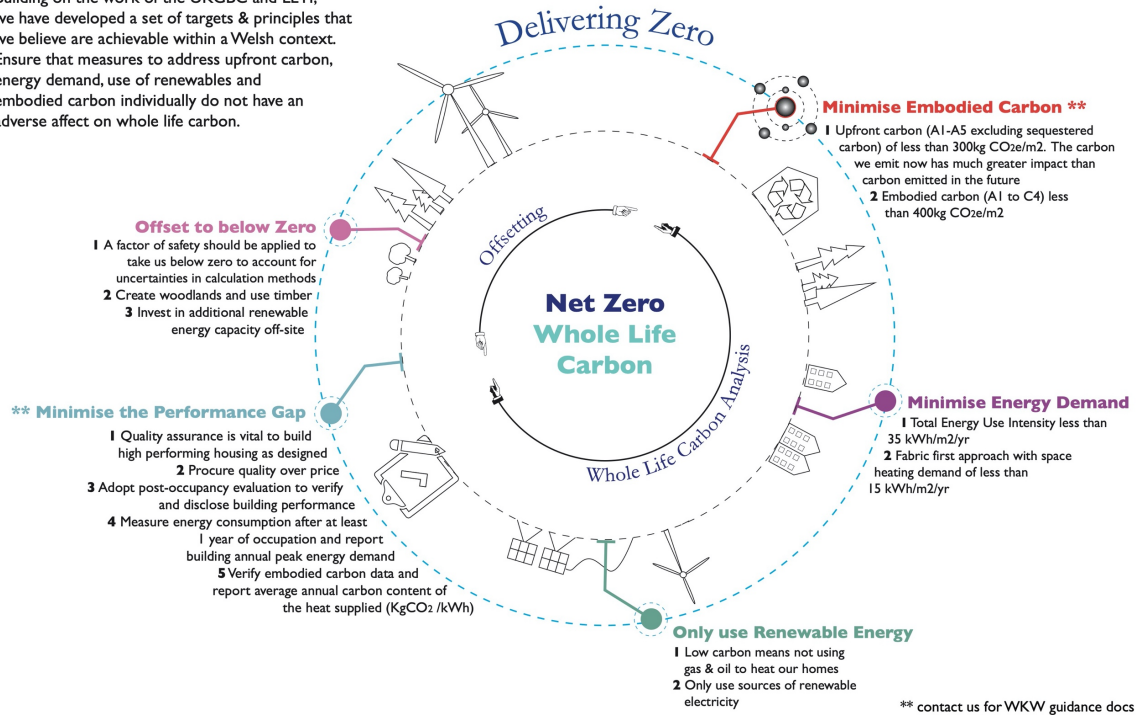 Building on the work of the UKGBC and LETI,
we have developed a set of targets & principles that
we believe are achievable within a Welsh context.
Ensure that measures to address upfront carbon,
energy demand, use of renewables and
embodied carbon individually do not have an
adverse affect on whole life carbon.
Delivering Zero
Minimise Embodied Carbon **
1 Upfront carbon (A1-A5 excluding sequestered
carbon) of less than 300kg CO2e/m2. The carbon
we emit now has much greater impact than
carbon emitted in the future
2 Embodied carbon (A1 to C4) less
than 400kg CO2e/m2
Offset to below Zero
1 A factor of safety should be applied to
take us below zero to account for
uncertainties in calculation methods
2 Create woodlands and use timber
3 Invest in additional renewable
energy capacity off-site
Offsetting
Net Zero
Whole Life
Carbon
Whole Life Carbon Analysis
Minimise Energy Demand
1 Total Energy Use Intensity less than
35 kWh/m2/yr
2 Fabric first approach with space
heating demand of less than
15 kWh/m2/yr
** Minimise the Performance Gap
1 Quality assurance is vital to build
high performing housing as designed
2 Procure quality over price
3 Adopt post-occupancy evaluation to verify
and disclose building performance
4 Measure energy consumption after at least
1 year of occupation and report
building annual peak energy demand
5 Verify embodied carbon data and
report average annual carbon content of
the heat supplied (KgCO2 /kWh)
Only use Renewable Energy
1 Low carbon means not using
gas & oil to heat our homes
2 Only use sources of renewable
electricity
** contact us for WKW guidance docs